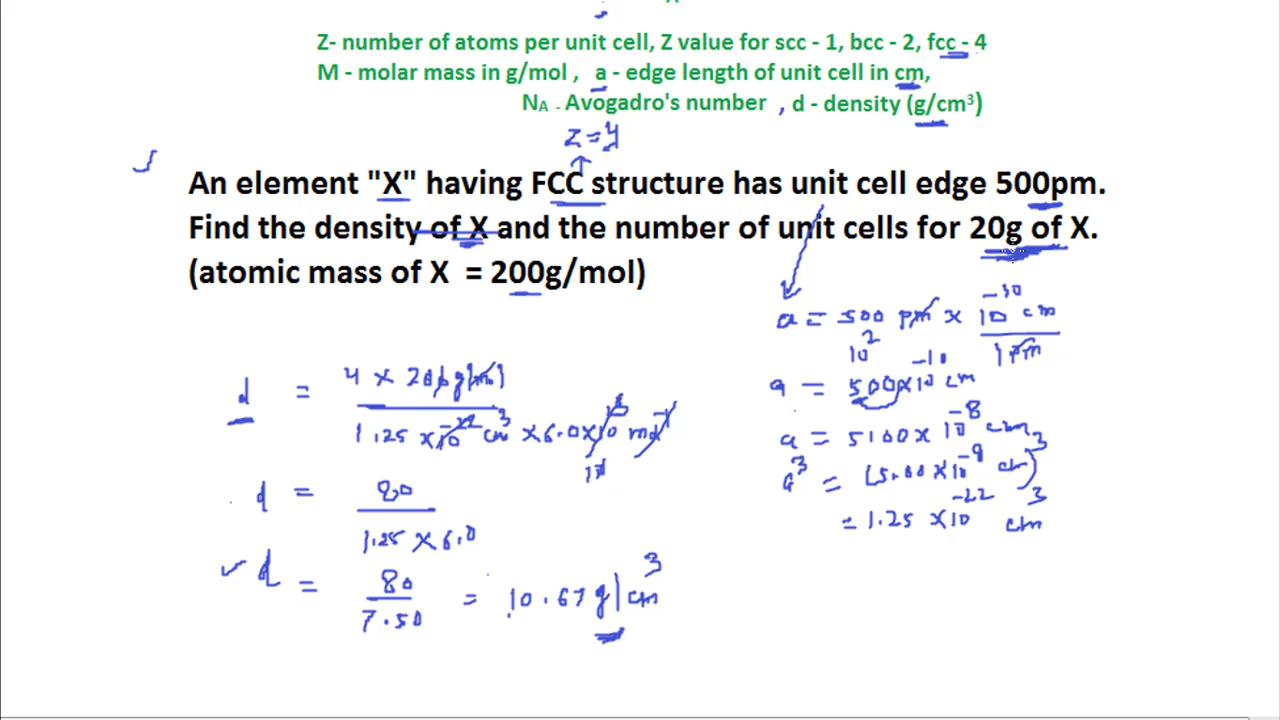 Z- number of atoms per unit cell, Z value for scc - 1, bcc - 2, fcc - 4
M - molar mass in g/mol , a - edge length of unit cell in cm,
NA - Avogadro's number , d - density (g/cm³)
Z = 4
An element "X" having FCC structure has unit cell edge 500pm.
Find the density of X and the number of unit cells for 20g of X.
(atomic mass of X = 200g/mol)
a = 500 pm × 10⁻¹⁰ cm / 1 pm
a = 500 × 10⁻¹⁰ cm
10²
a = 5.00 × 10⁻⁸ cm
a³ = (5.00 × 10⁻⁸ cm)³
= 1.25 × 10⁻²² cm³
d = 4 × 200 g/mol / 1.25 × 10⁻²² cm³ × 6.0 × 10²³ mol⁻¹
d = 80 / 1.25 × 6.0
d = 80 / 7.50 = 10.67 g/cm³